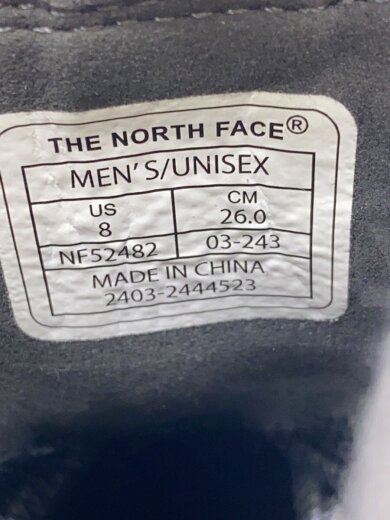 THE NORTH FACE®
MEN'S/UNISEX
US CM
8 26.0
NF52482 03-243
MADE IN CHINA
2403-2444523